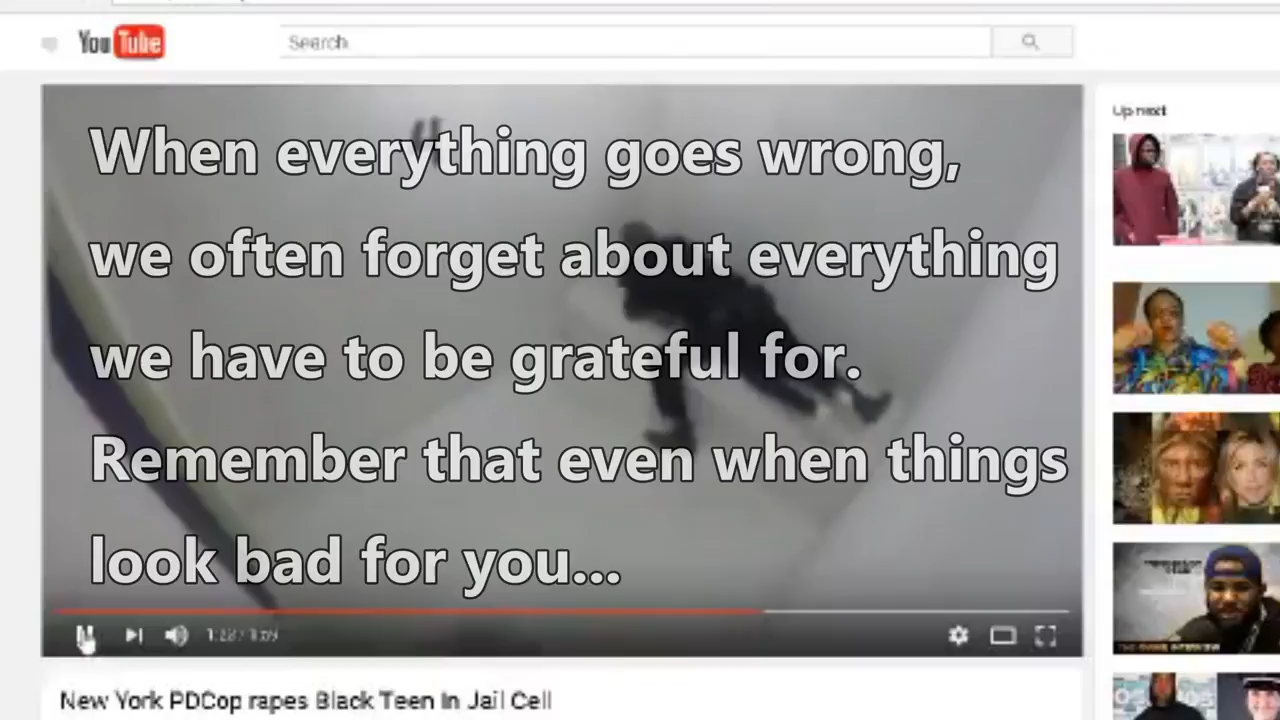 YouTube
Search
When everything goes wrong,
we often forget about everything
we have to be grateful for.
Remember that even when things
look bad for you...
Up next
New York PDCop rapes Black Teen In Jail Cell